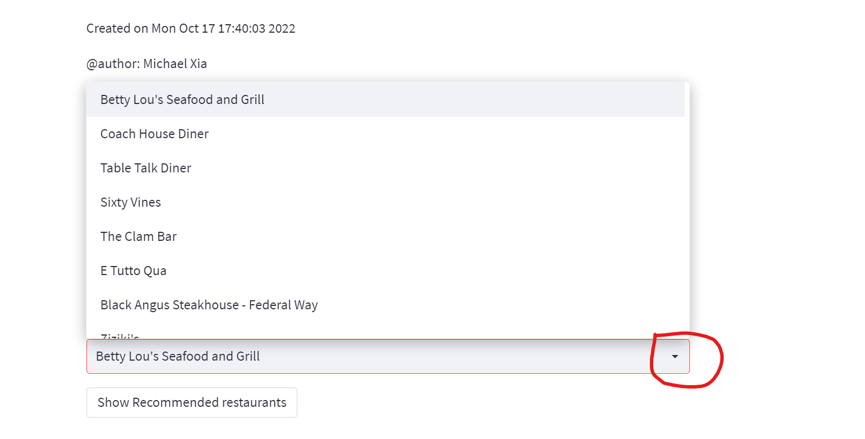 Created on Mon Oct 17 17:40:03 2022
@author: Michael Xia
Betty Lou's Seafood and Grill
Coach House Diner
Table Talk Diner
Sixty Vines
The Clam Bar
E Tutto Qua
Black Angus Steakhouse - Federal Way
Ziziki's
Betty Lou's Seafood and Grill
Show Recommended restaurants